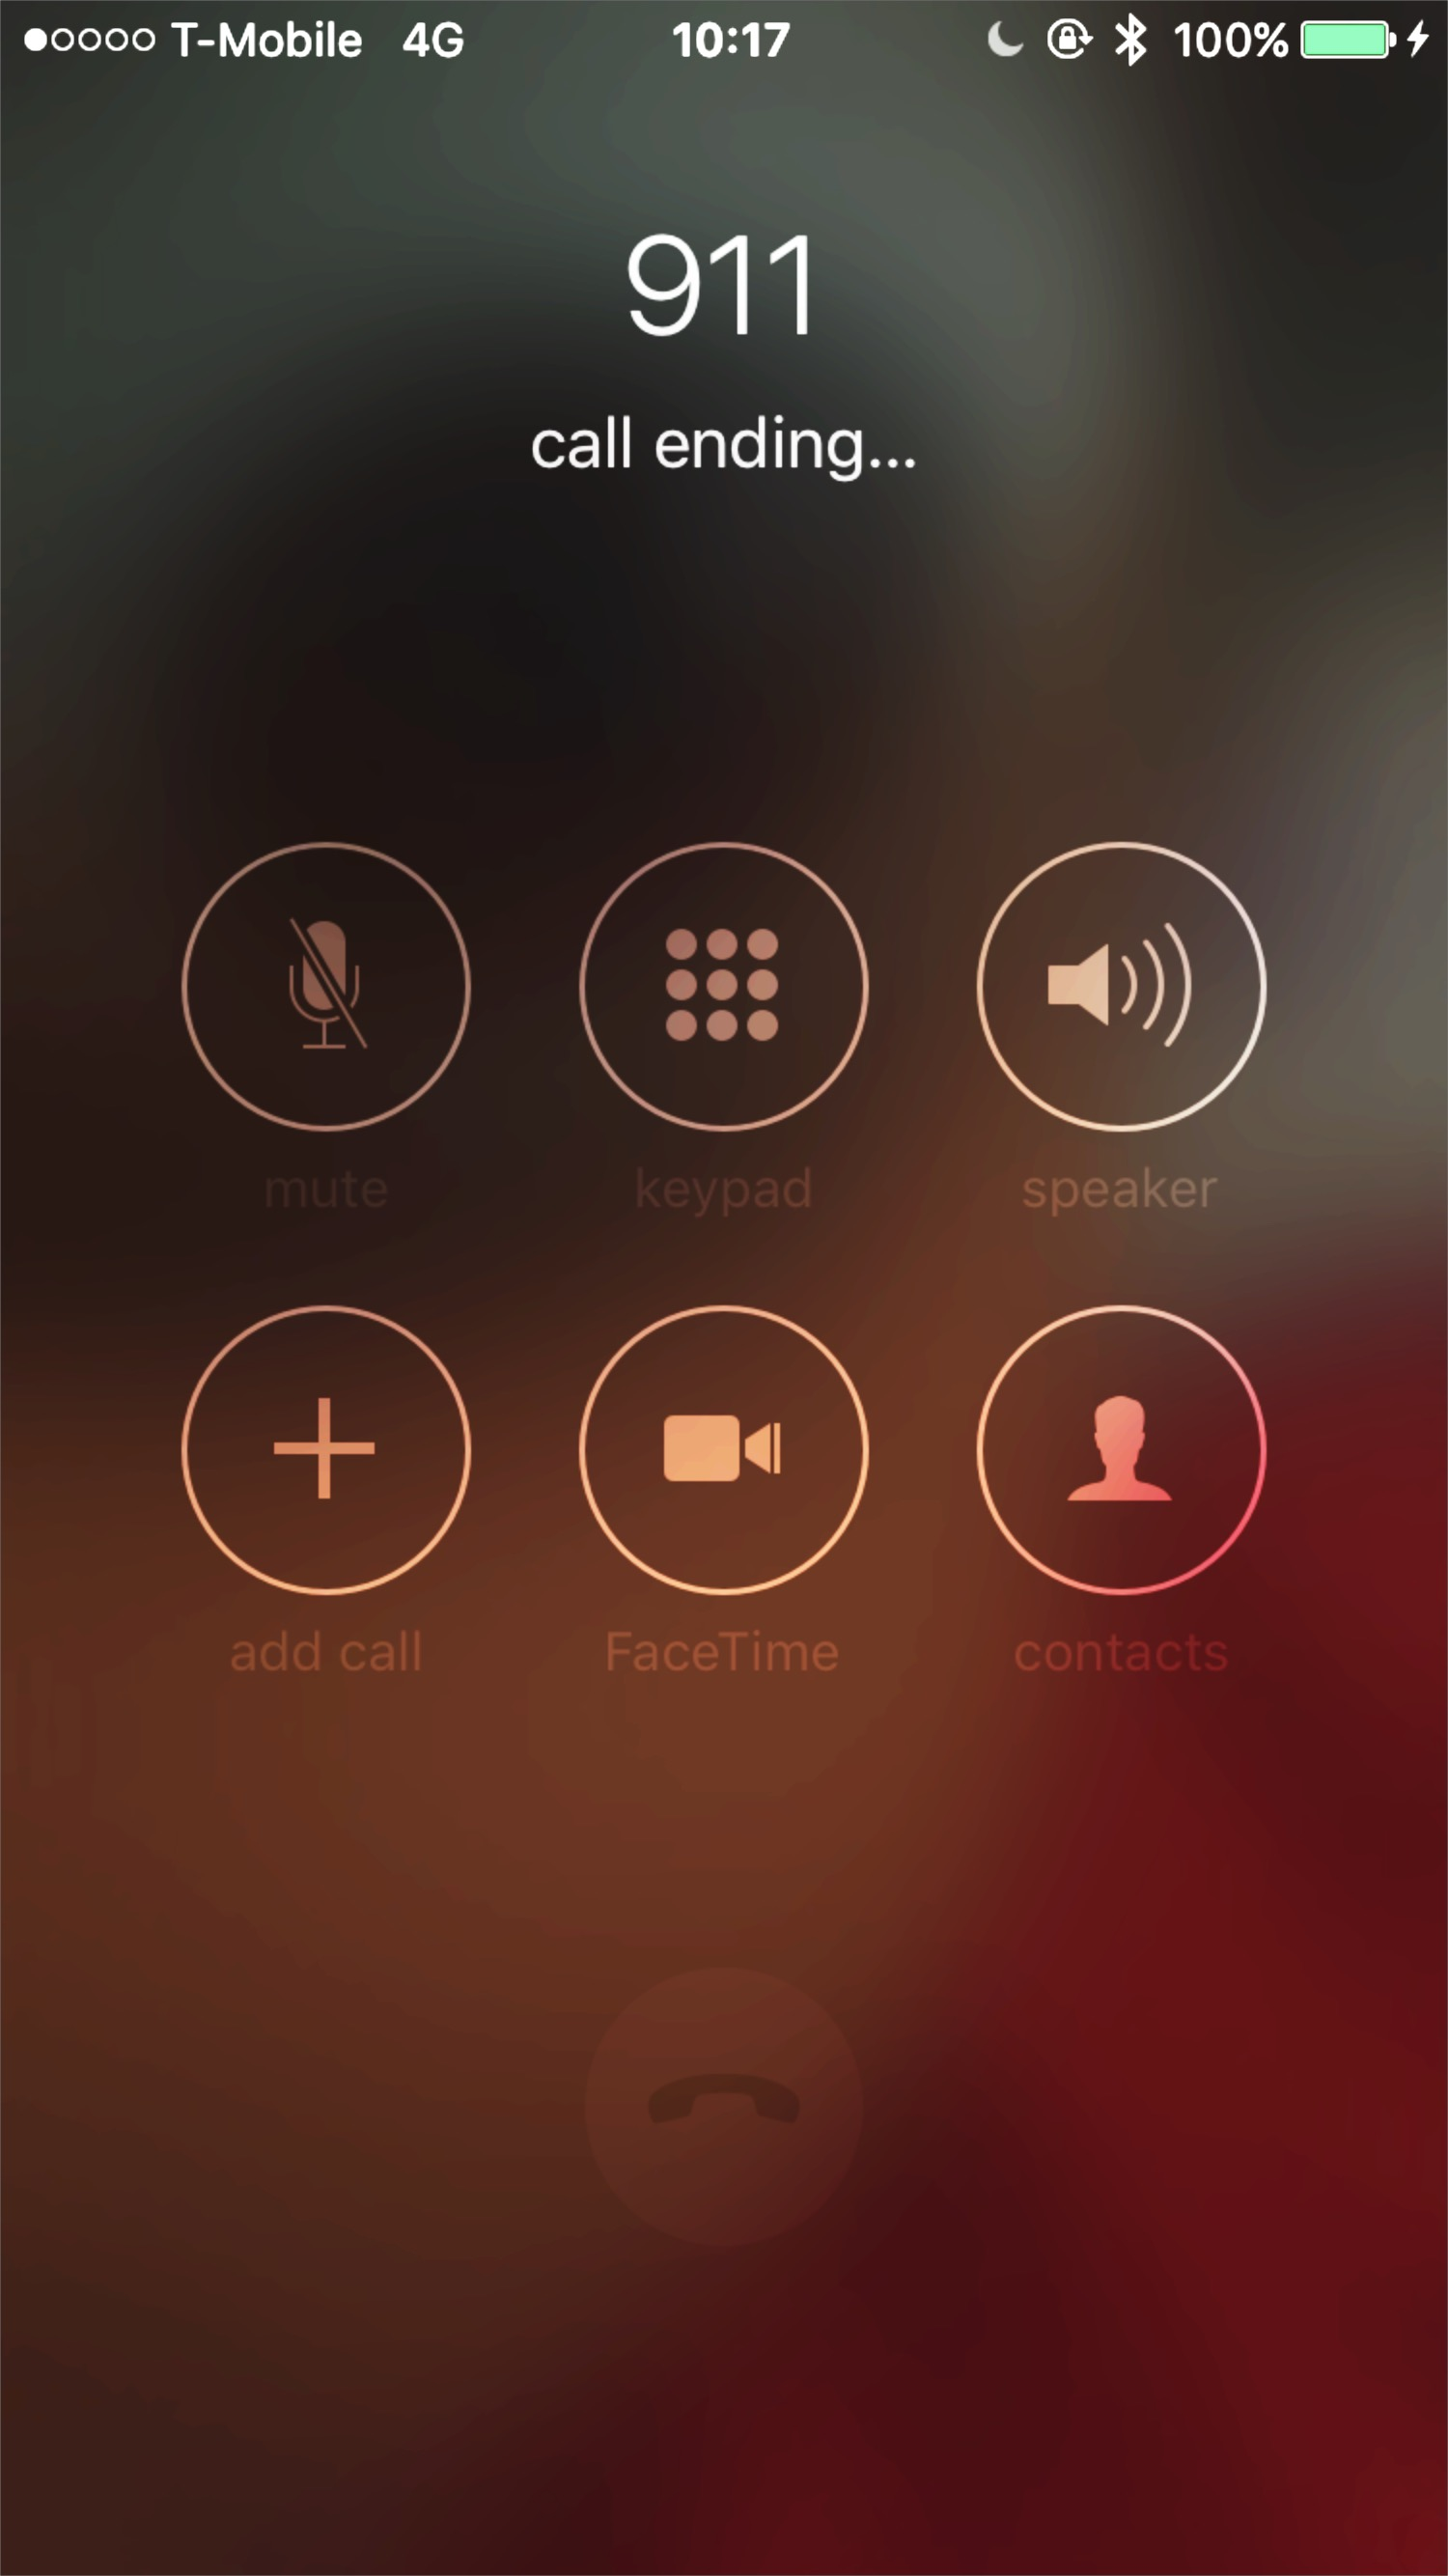 T-Mobile 4G 10:17 100%
911
call ending...
mute keypad speaker
add call FaceTime contacts